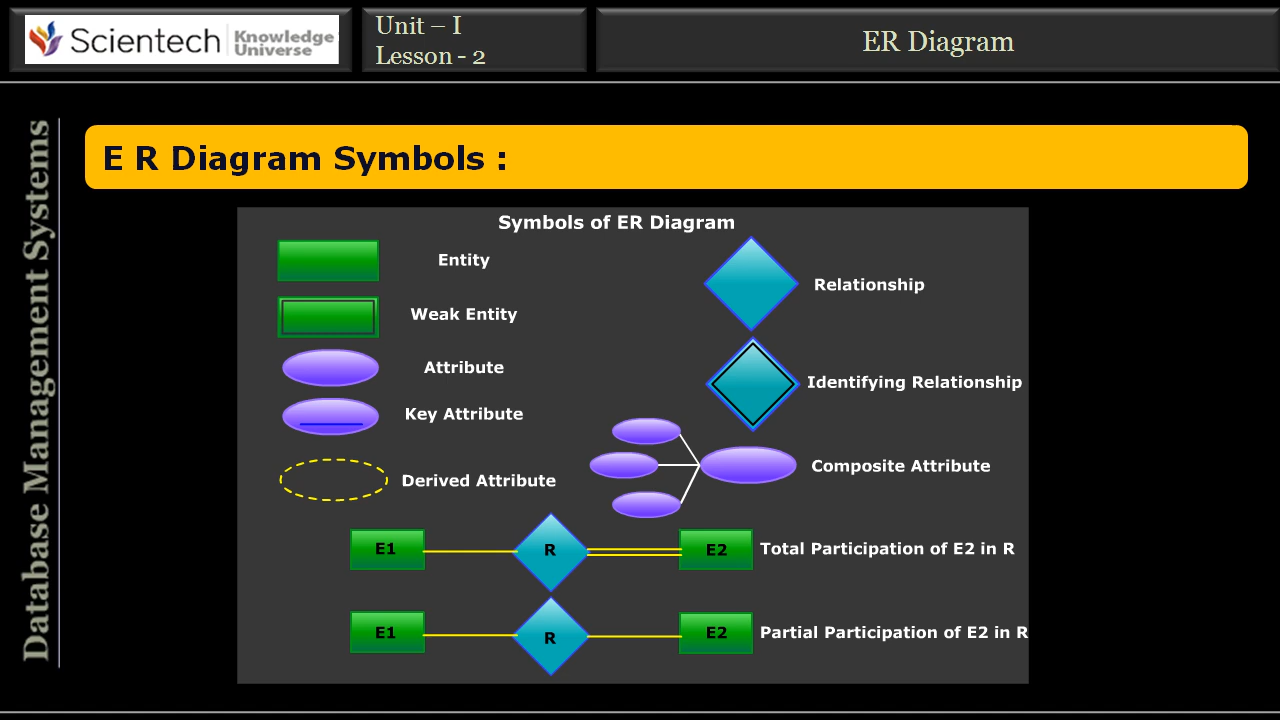 Scientech Knowledge Universe
Unit – I
Lesson - 2
ER Diagram
Database Management Systems
E R Diagram Symbols :
Symbols of ER Diagram
Entity
Relationship
Weak Entity
Attribute
Identifying Relationship
Key Attribute
Composite Attribute
Derived Attribute
E1 R E2 Total Participation of E2 in R
E1 R E2 Partial Participation of E2 in R